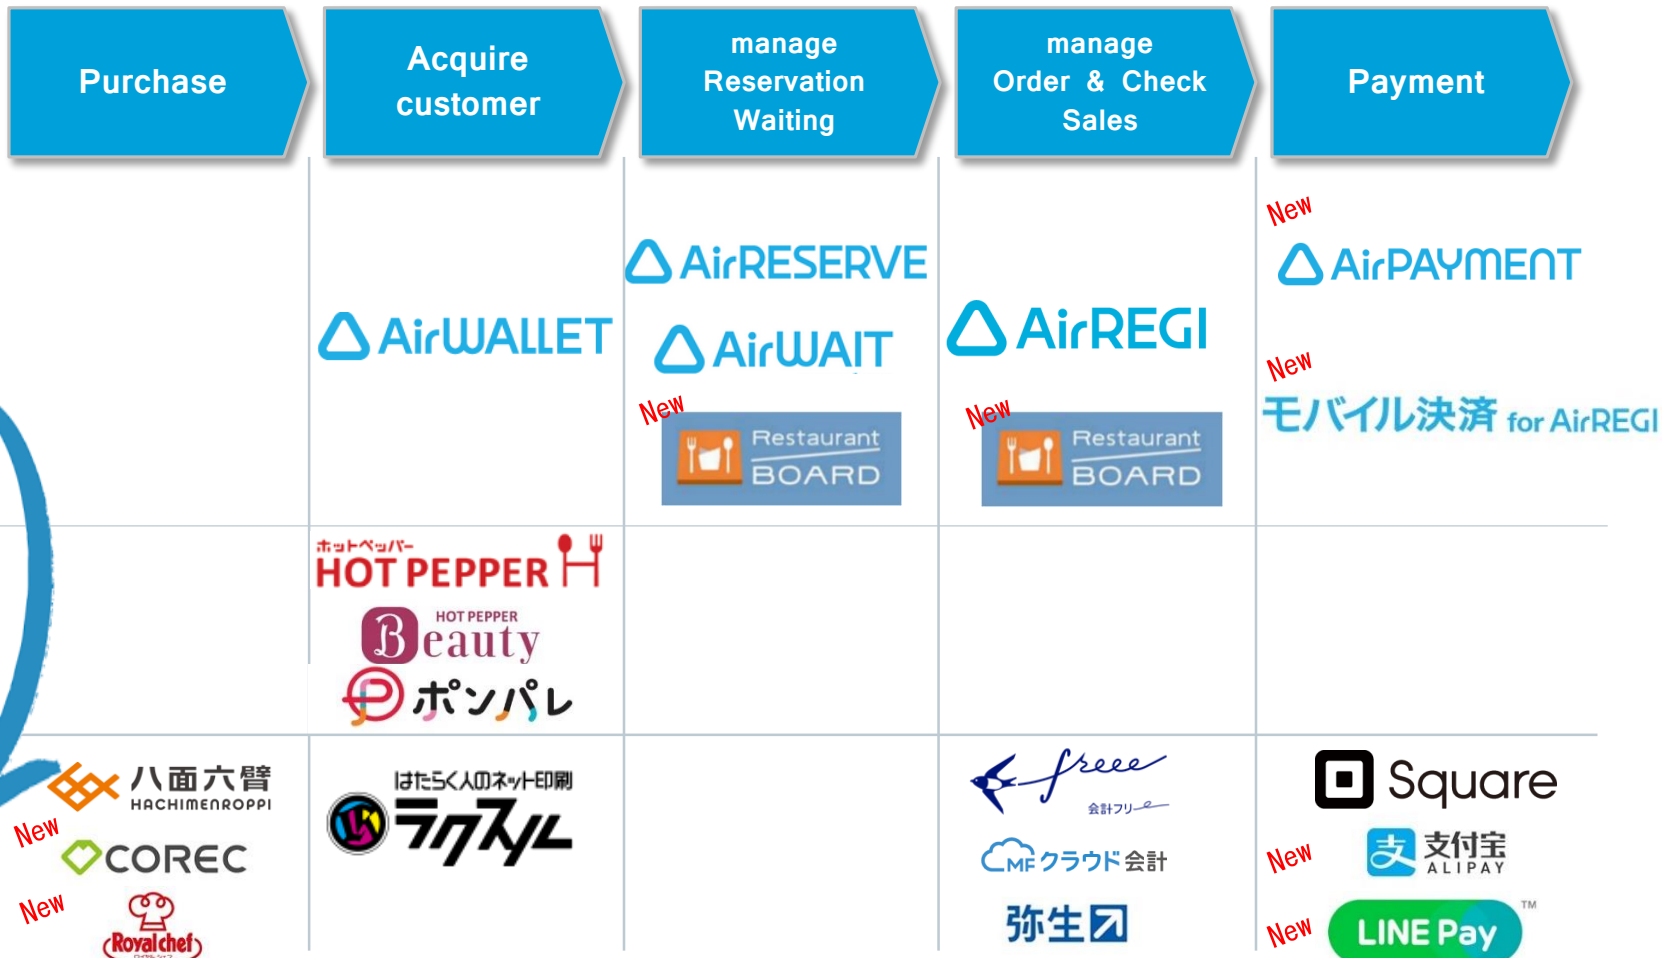 Purchase
Acquire
customer
manage
Reservation
Waiting
manage
Order & Check
Sales
Payment
AirWALLET
AirRESERVE
AirWAIT
New
Restaurant
BOARD
AirREGI
New
Restaurant
BOARD
New
AirPAYMENT
New
モバイル決済 for AirREGI
ホットペッパー
HOT PEPPER
HOT PEPPER
Beauty
ポンパレ
八面六臂
HACHIMENROPPI
New
COREC
New
Royal chef
はたらく人のネット印刷
ラクスル
freee
会計フリー
MFクラウド会計
弥生
Square
New
支 支付宝
ALIPAY
New
LINE Pay
TM